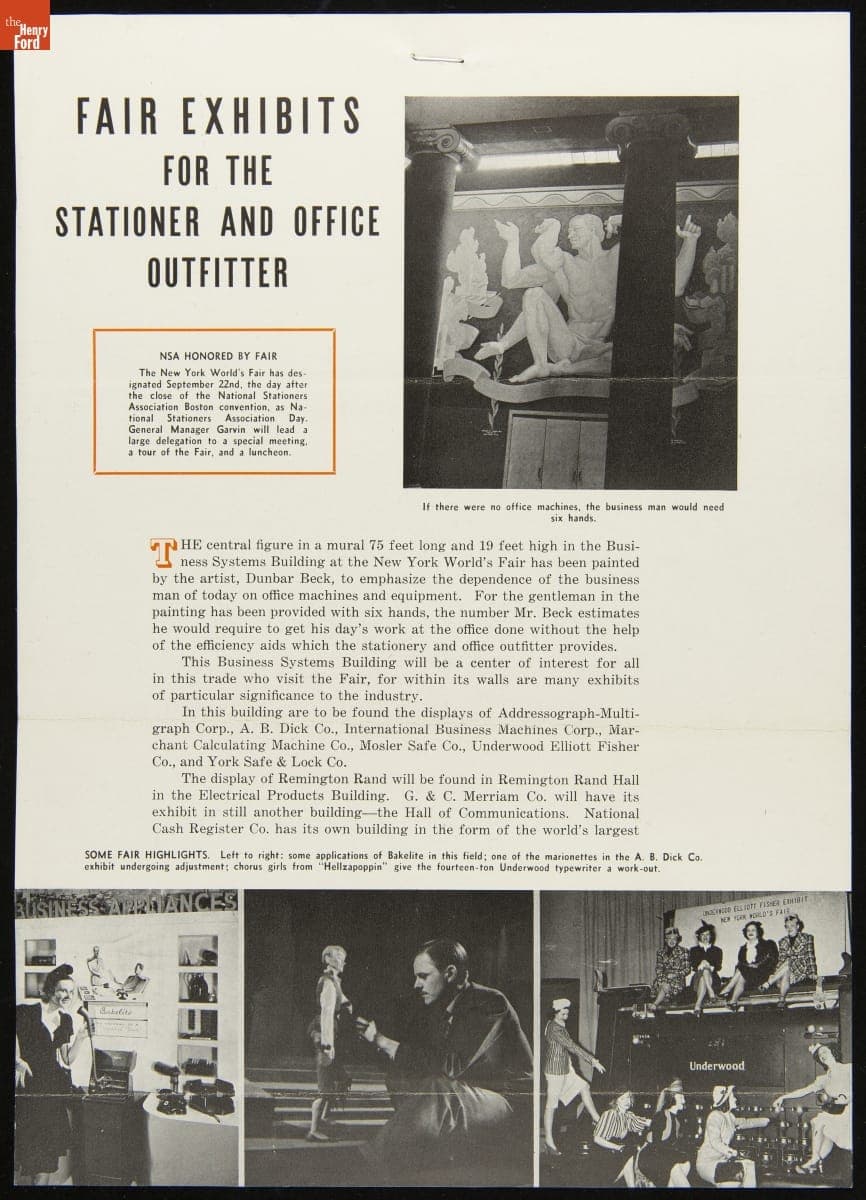 the
Henry
Ford
FAIR EXHIBITS
FOR THE
STATIONER AND OFFICE
OUTFITTER
NSA HONORED BY FAIR
The New York World's Fair has des-
ignated September 22nd, the day after
the close of the National Stationers
Association Boston convention, as Na-
tional Stationers Association Day.
General Manager Garvin will lead a
large delegation to a special meeting,
a tour of the Fair, and a luncheon.
If there were no office machines, the business man would need
six hands.
THE central figure in a mural 75 feet long and 19 feet high in the Busi-
ness Systems Building at the New York World's Fair has been painted
by the artist, Dunbar Beck, to emphasize the dependence of the business
man of today on office machines and equipment. For the gentleman in the
painting has been provided with six hands, the number Mr. Beck estimates
he would require to get his day's work at the office done without the help
of the efficiency aids which the stationery and office outfitter provides.
This Business Systems Building will be a center of interest for all
in this trade who visit the Fair, for within its walls are many exhibits
of particular significance to the industry.
In this building are to be found the displays of Addressograph-Multi-
graph Corp., A. B. Dick Co., International Business Machines Corp., Mar-
chant Calculating Machine Co., Mosler Safe Co., Underwood Elliott Fisher
Co., and York Safe & Lock Co.
The display of Remington Rand will be found in Remington Rand Hall
in the Electrical Products Building. G. & C. Merriam Co. will have its
exhibit in still another building—the Hall of Communications. National
Cash Register Co. has its own building in the form of the world's largest
SOME FAIR HIGHLIGHTS. Left to right: some applications of Bakelite in this field; one of the marionettes in the A. B. Dick Co.
exhibit undergoing adjustment; chorus girls from "Hellzapoppin" give the fourteen-ton Underwood typewriter a work-out.
BUSINESS APPLIANCES
Bakelite
UNDERWOOD ELLIOTT FISHER EXHIBIT
NEW YORK WORLD'S FAIR
Underwood